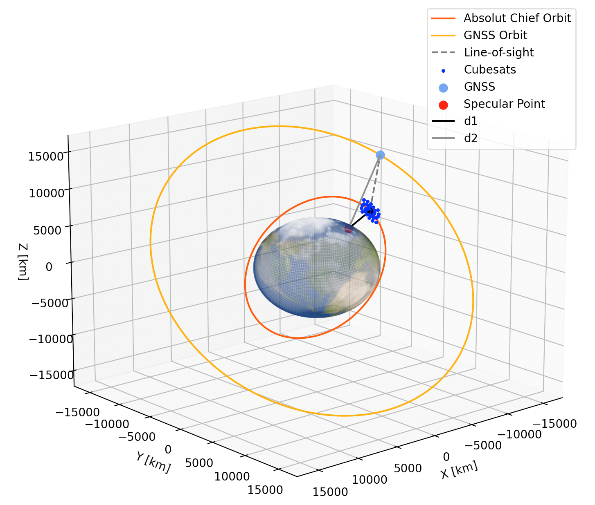 Absolut Chief Orbit
GNSS Orbit
Line-of-sight
Cubesats
GNSS
Specular Point
d1
d2
15000
10000
5000
0
−5000
−10000
−15000
Z [km]
−15000
−10000
−5000
0
5000
10000
15000
Y [km]
15000
10000
5000
0
−5000
−10000
−15000
X [km]